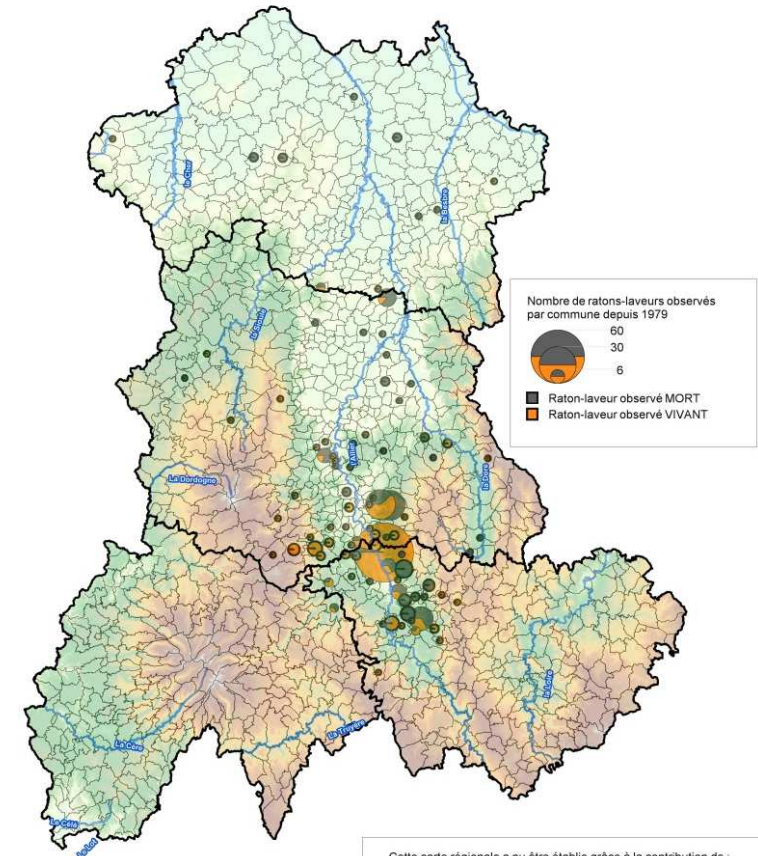 le Cher
la Besbre
la Sioule
Nombre de ratons-laveurs observés
par commune depuis 1979
60
30
6
Raton-laveur observé MORT
Raton-laveur observé VIVANT
l'Allier
La Dordogne
la Dore
la Loire
La Truyère
La Cère
Le Célé
Le Lot
Cette carte régionale a pu être établie grâce à la contribution de :